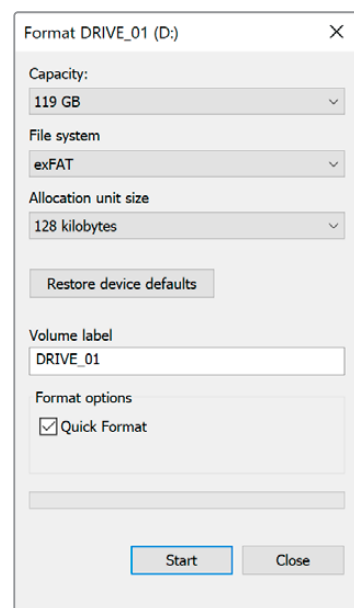 Format DRIVE_01 (D:)
Capacity:
119 GB
File system
exFAT
Allocation unit size
128 kilobytes
Restore device defaults
Volume label
DRIVE_01
Format options
Quick Format
Start Close